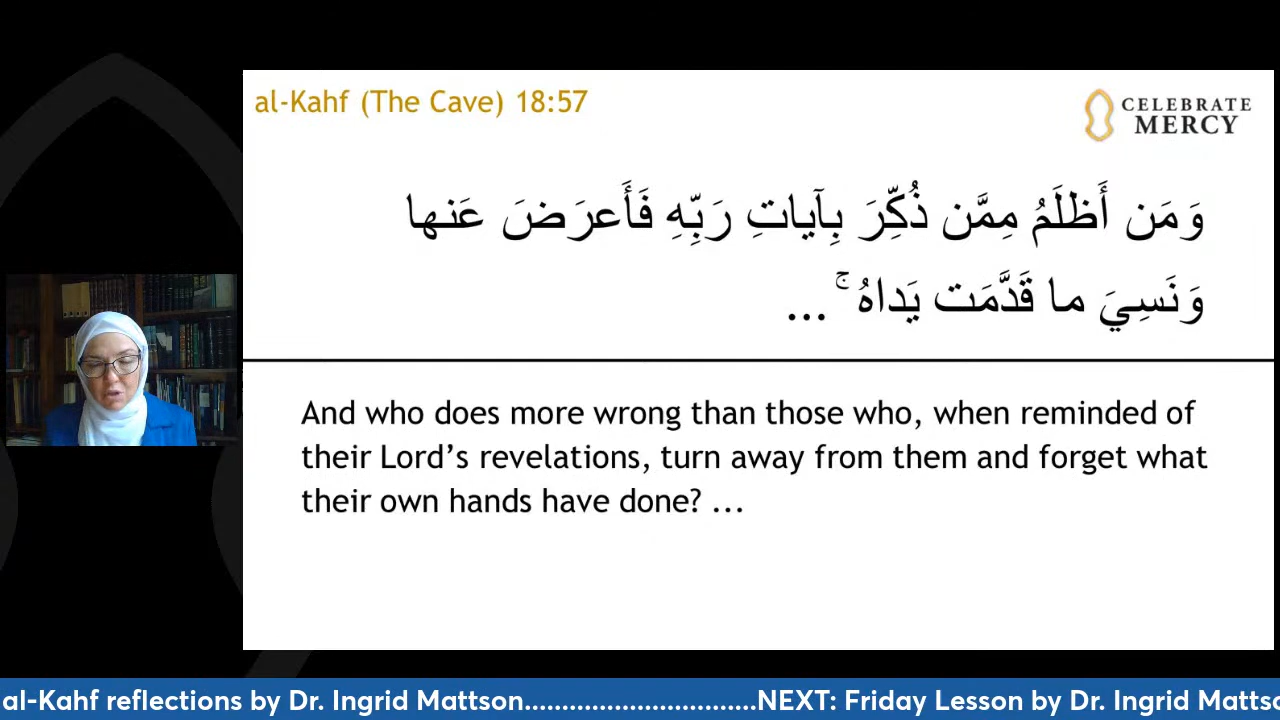 al-Kahf (The Cave) 18:57
CELEBRATE
MERCY
وَمَن أَظلَمُ مِمَّن ذُكِّرَ بِآياتِ رَبِّهِ فَأَعرَضَ عَنها
وَنَسِيَ ما قَدَّمَت يَداهُ ۚ ...
And who does more wrong than those who, when reminded of
their Lord’s revelations, turn away from them and forget what
their own hands have done? ...
al-Kahf reflections by Dr. Ingrid Mattson...............................NEXT: Friday Lesson by Dr. Ingrid Mattso